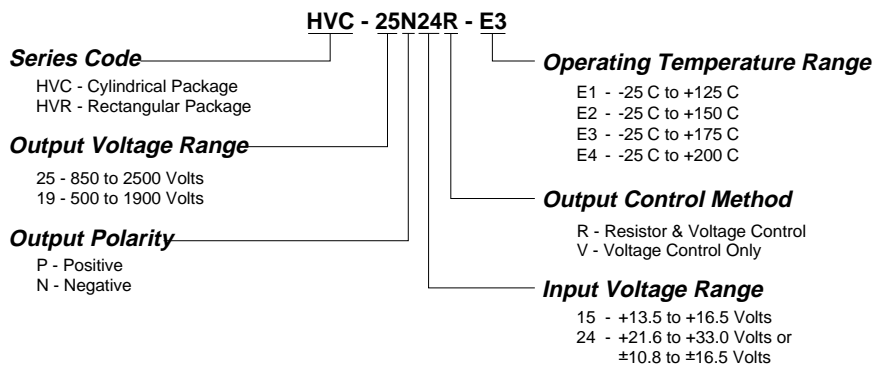 HVC - 25N24R - E3
Series Code
HVC - Cylindrical Package
HVR - Rectangular Package
Output Voltage Range
25 - 850 to 2500 Volts
19 - 500 to 1900 Volts
Output Polarity
P - Positive
N - Negative
Operating Temperature Range
E1 - -25 C to +125 C
E2 - -25 C to +150 C
E3 - -25 C to +175 C
E4 - -25 C to +200 C
Output Control Method
R - Resistor & Voltage Control
V - Voltage Control Only
Input Voltage Range
15 - +13.5 to +16.5 Volts
24 - +21.6 to +33.0 Volts or
±10.8 to ±16.5 Volts